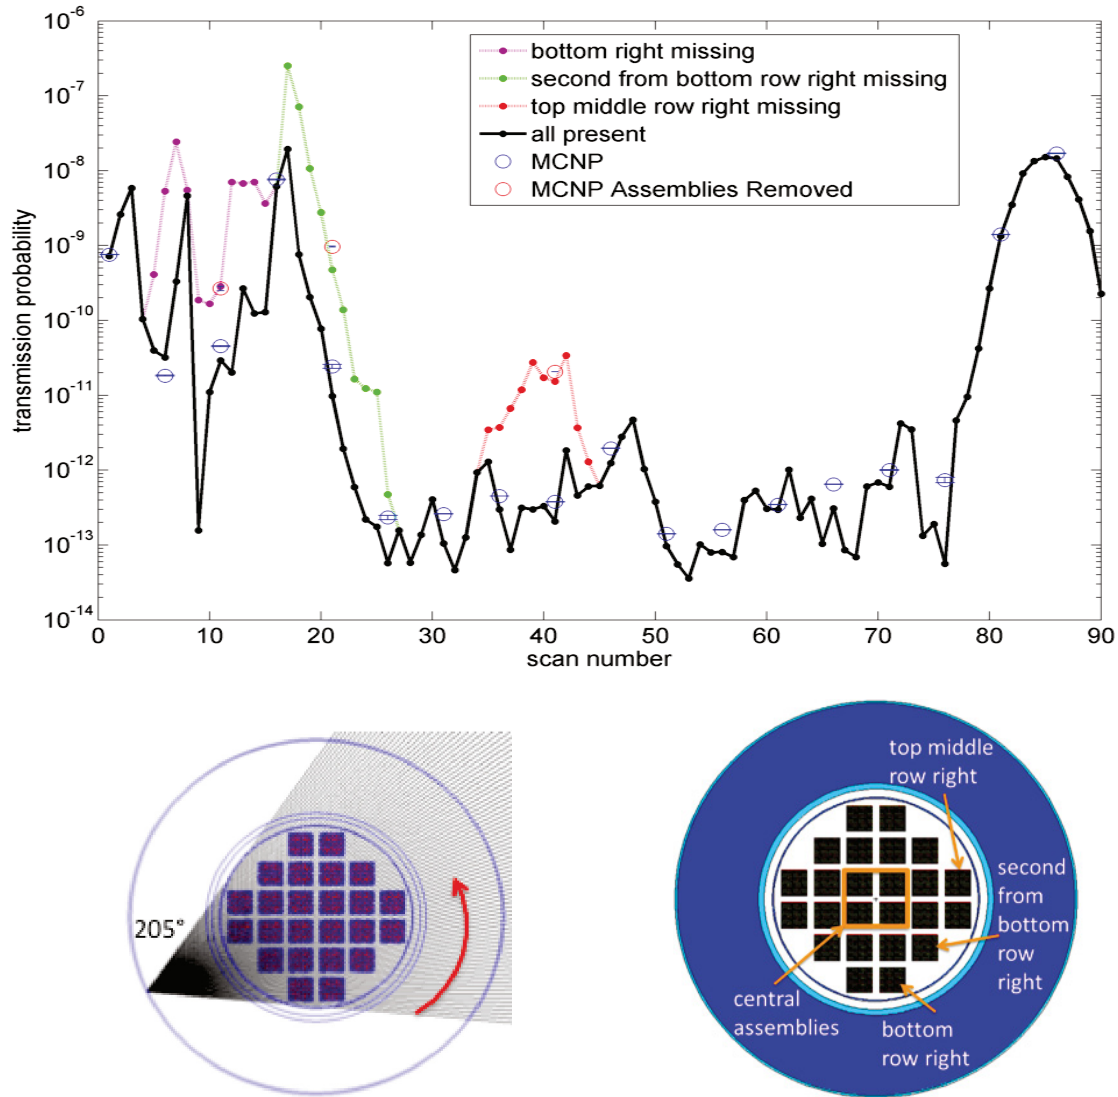 10^-6
10^-7
10^-8
10^-9
10^-10
10^-11
10^-12
10^-13
10^-14
transmission probability
bottom right missing
second from bottom row right missing
top middle row right missing
all present
MCNP
MCNP Assemblies Removed
0 10 20 30 40 50 60 70 80 90
scan number
205°
top middle
row right
second
from
bottom
row
right
central
assemblies
bottom
row right